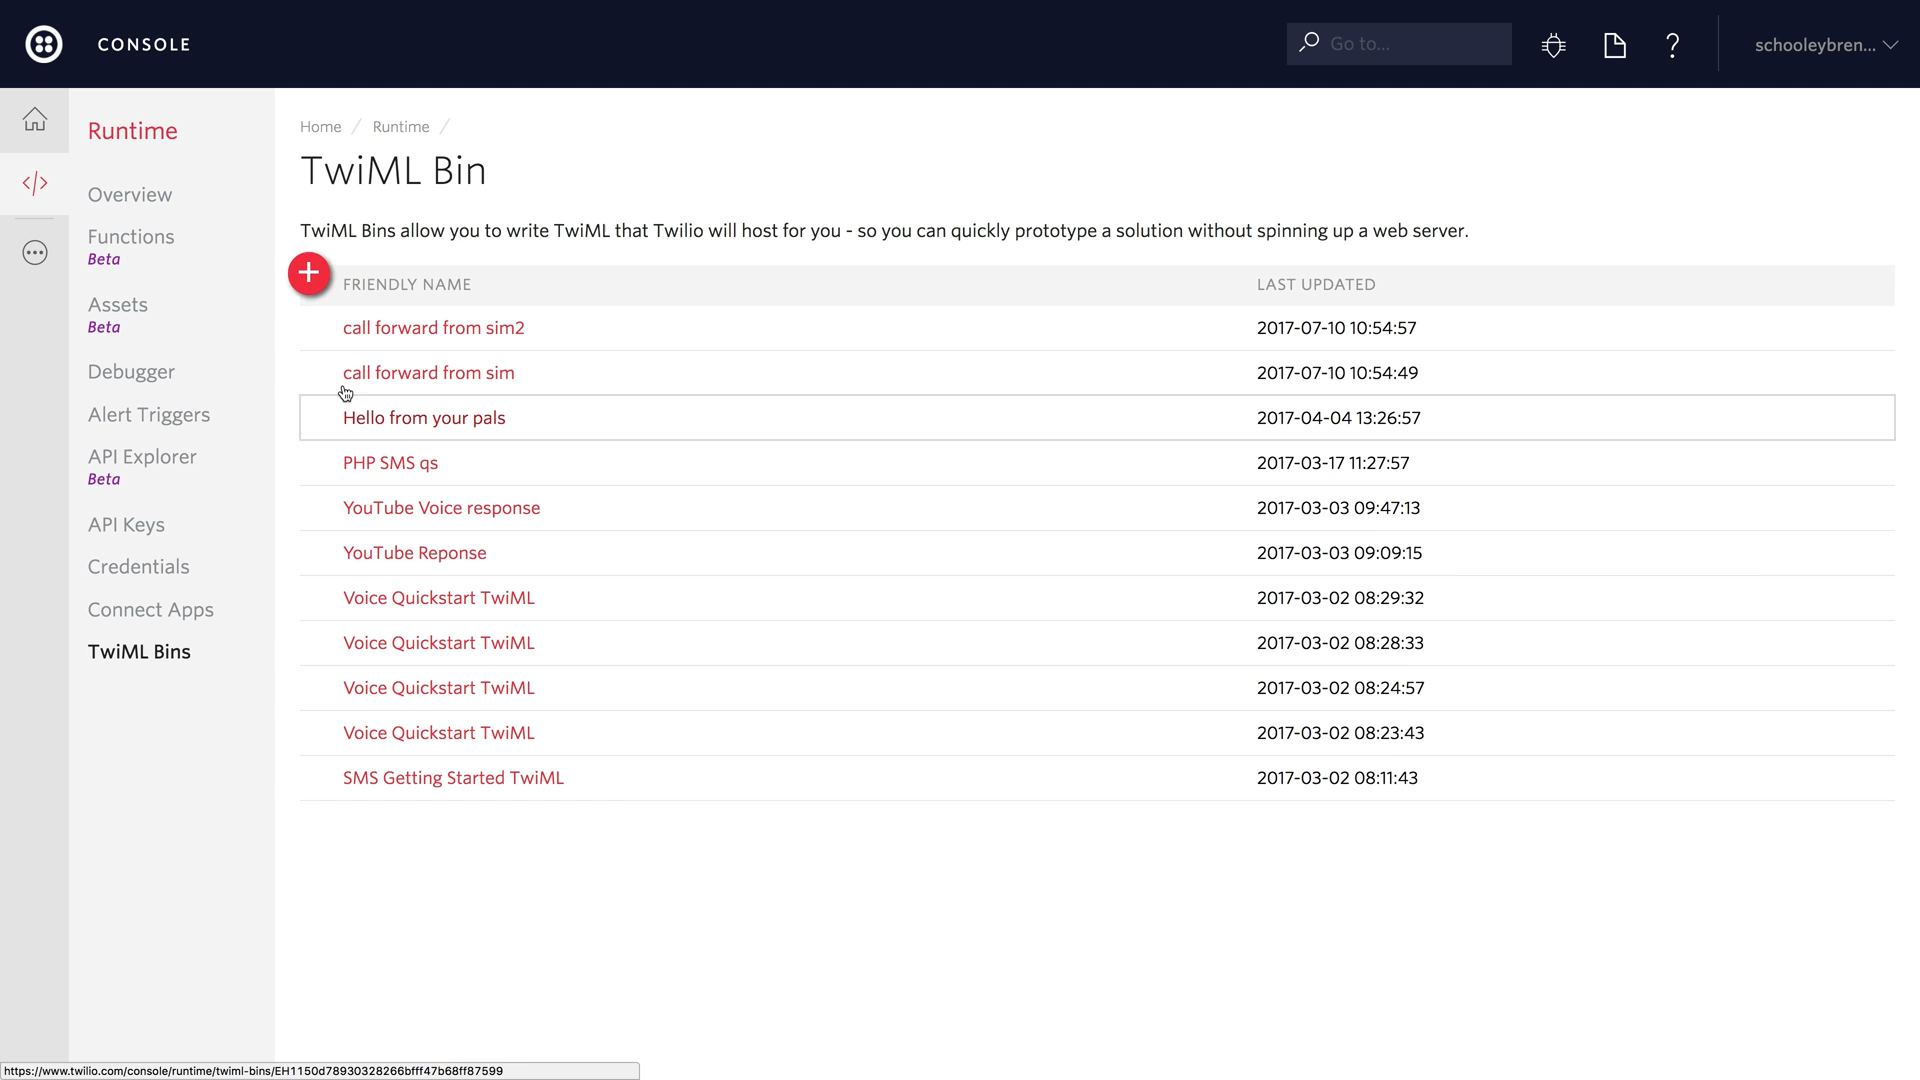 CONSOLE
Go to...
?
schooleybren...
Runtime
Overview
Functions
Beta
Assets
Beta
Debugger
Alert Triggers
API Explorer
Beta
API Keys
Credentials
Connect Apps
TwiML Bins
Home / Runtime /
TwiML Bin
TwiML Bins allow you to write TwiML that Twilio will host for you - so you can quickly prototype a solution without spinning up a web server.
FRIENDLY NAME LAST UPDATED
call forward from sim2 2017-07-10 10:54:57
call forward from sim 2017-07-10 10:54:49
Hello from your pals 2017-04-04 13:26:57
PHP SMS qs 2017-03-17 11:27:57
YouTube Voice response 2017-03-03 09:47:13
YouTube Reponse 2017-03-03 09:09:15
Voice Quickstart TwiML 2017-03-02 08:29:32
Voice Quickstart TwiML 2017-03-02 08:28:33
Voice Quickstart TwiML 2017-03-02 08:24:57
Voice Quickstart TwiML 2017-03-02 08:23:43
SMS Getting Started TwiML 2017-03-02 08:11:43
https://www.twilio.com/console/runtime/twiml-bins/EH1150d78930328266bfff47b68ff87599